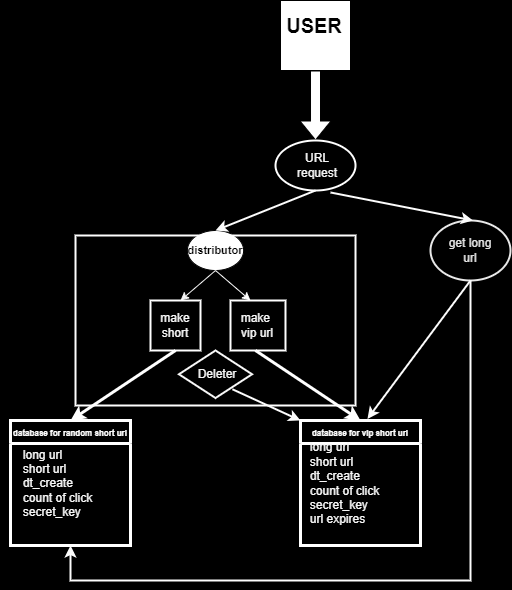 USER
URL
request
distributor
get long
url
make
short
make
vip url
Deleter
database for random short url
long url
short url
dt_create
count of click
secret_key
database for vip short url
long url
short url
dt_create
count of click
secret_key
url expires